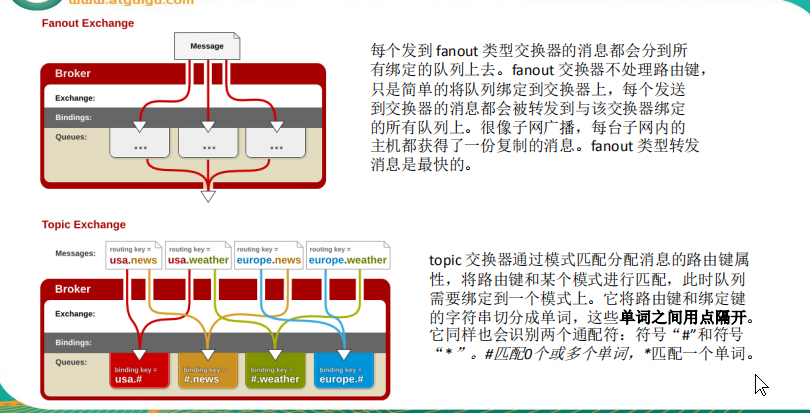 www.atguigu.com
Fanout Exchange
Message
Broker
Exchange:
Bindings:
Queues:
...
...
...
每个发到 fanout 类型交换器的消息都会分到所
有绑定的队列上去。fanout 交换器不处理路由键，
只是简单的将队列绑定到交换器上，每个发送
到交换器的消息都会被转发到与该交换器绑定
的所有队列上。很像子网广播，每台子网内的
主机都获得了一份复制的消息。fanout 类型转发
消息是最快的。
Topic Exchange
Messages:
routing key =
usa.news
routing key =
usa.weather
routing key =
europe.news
routing key =
europe.weather
Broker
Exchange:
Bindings:
Queues:
binding key =
usa.#
binding key =
#.news
binding key =
#.weather
binding key =
europe.#
topic 交换器通过模式匹配分配消息的路由键属
性，将路由键和某个模式进行匹配，此时队列
需要绑定到一个模式上。它将路由键和绑定键
的字符串切分成单词，这些单词之间用点隔开。
它同样也会识别两个通配符：符号“#”和符号
“*”。#匹配0个或多个单词，*匹配一个单词。